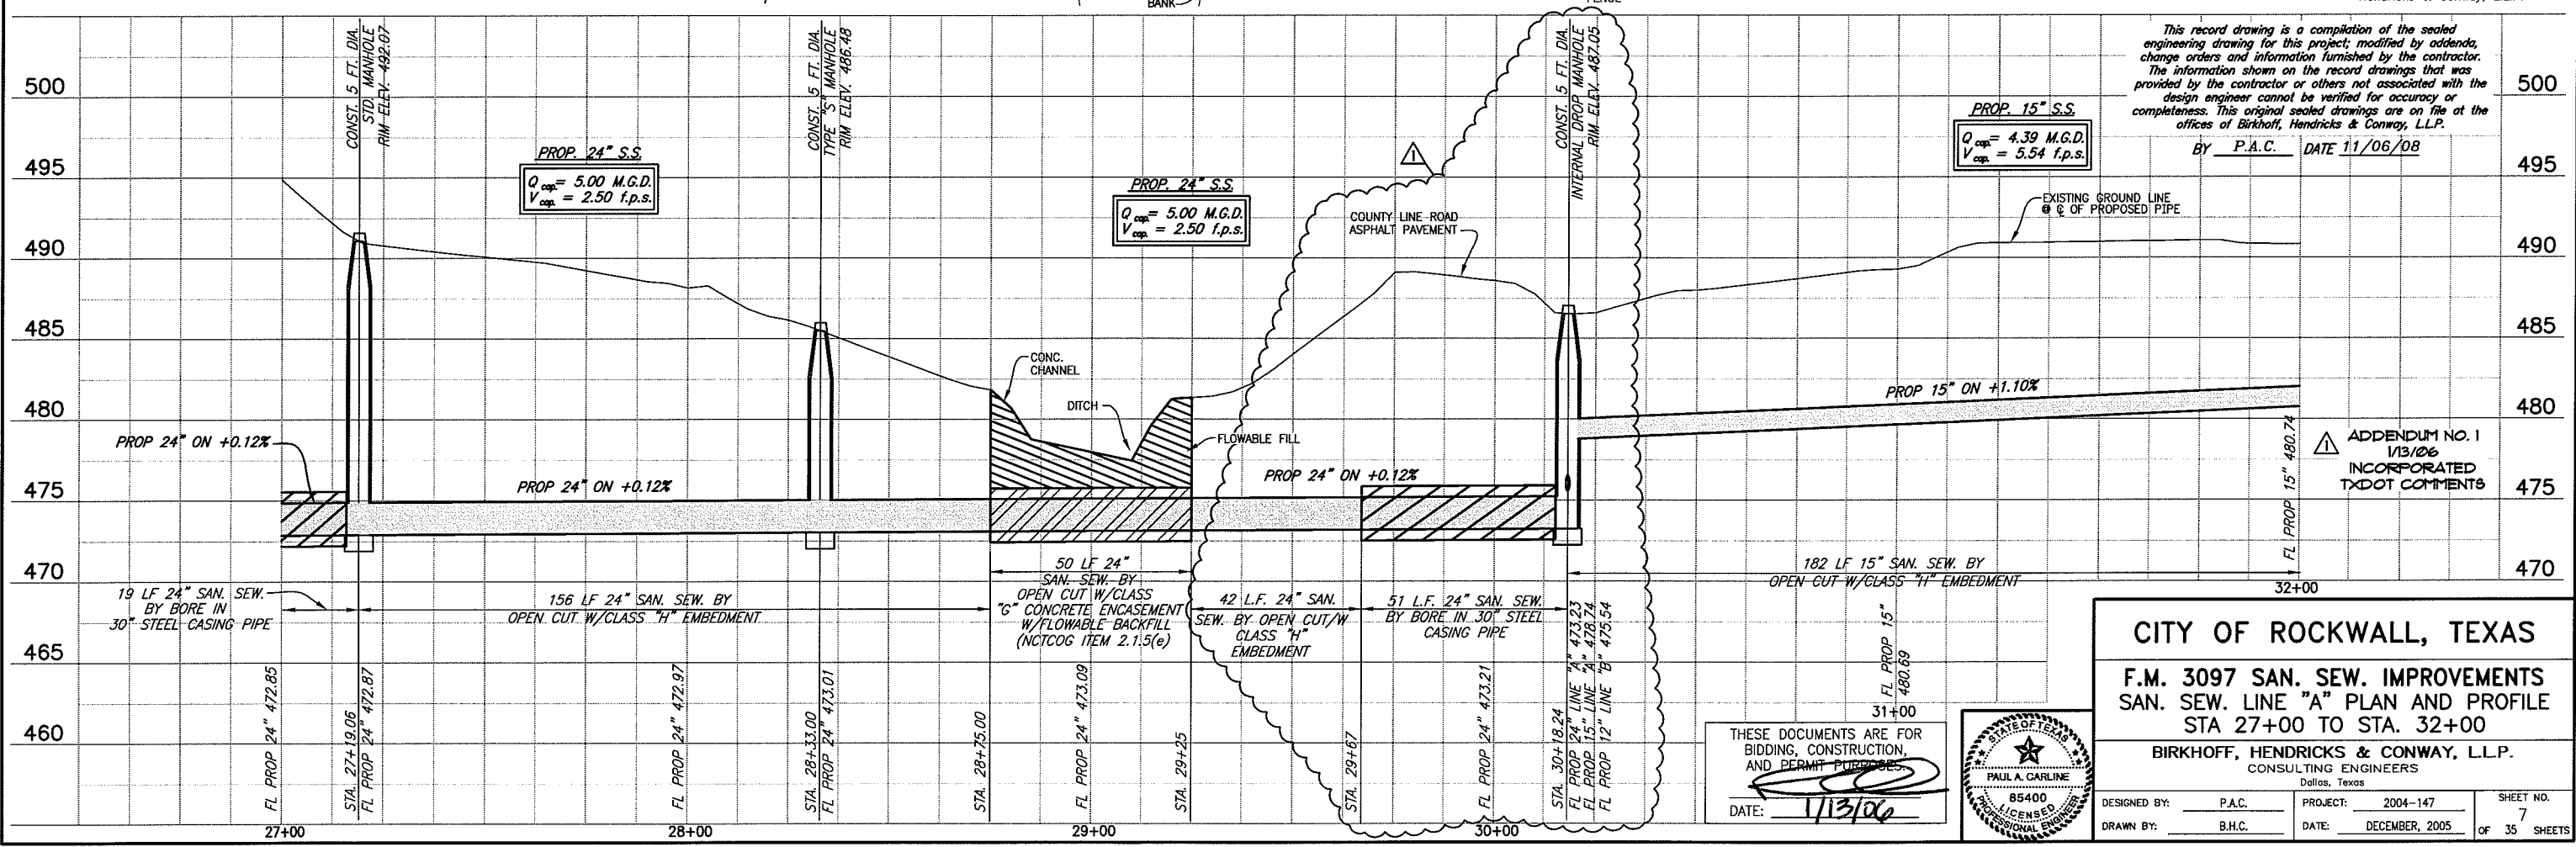 BANK
This record drawing is a compilation of the sealed
engineering drawing for this project; modified by addenda,
change orders and information furnished by the contractor.
The information shown on the record drawings that was
provided by the contractor or others not associated with the
design engineer cannot be verified for accuracy or
completeness. This original sealed drawings are on file at the
offices of Birkhoff, Hendricks & Conway, L.L.P.
BY P.A.C. DATE 11/06/08
CONST. 5 FT. DIA.
STD. MANHOLE
RIM ELEV. 492.07
CONST. 5 FT. DIA.
TYPE "S" MANHOLE
RIM ELEV. 486.48
CONST. 5 FT. DIA.
INTERNAL DROP MANHOLE
RIM ELEV. 487.05
500
495
490
485
480
475
470
465
460
500
495
490
485
480
475
470
PROP. 24" S.S.
Q cap.= 5.00 M.G.D.
V cap. = 2.50 f.p.s.
PROP. 24" S.S.
Q cap.= 5.00 M.G.D.
V cap. = 2.50 f.p.s.
PROP. 15" S.S.
Q cap.= 4.39 M.G.D.
V cap. = 5.54 f.p.s.
1
COUNTY LINE ROAD
ASPHALT PAVEMENT
EXISTING GROUND LINE
@ ℄ OF PROPOSED PIPE
CONC.
CHANNEL
DITCH
FLOWABLE FILL
PROP 24" ON +0.12%
PROP 24" ON +0.12%
PROP 24" ON +0.12%
PROP 15" ON +1.10%
1
ADDENDUM NO. 1
1/13/06
INCORPORATED
TXDOT COMMENTS
FL PROP 15" 480.74
32+00
19 LF 24" SAN. SEW.
BY BORE IN
30" STEEL CASING PIPE
156 LF 24" SAN. SEW. BY
OPEN CUT W/CLASS "H" EMBEDMENT
50 LF 24"
SAN. SEW. BY
OPEN CUT W/CLASS
"G" CONCRETE ENCASEMENT
W/FLOWABLE BACKFILL
(NCTCOG ITEM 2.1.5(e)
42 L.F. 24" SAN.
SEW. BY OPEN CUT/W
CLASS "H"
EMBEDMENT
51 L.F. 24" SAN. SEW.
BY BORE IN 30" STEEL
CASING PIPE
182 LF 15" SAN. SEW. BY
OPEN CUT W/CLASS "H" EMBEDMENT
FL PROP 24" 472.85
STA. 27+19.06
FL PROP 24" 472.87
FL PROP 24" 472.97
STA. 28+33.00
FL PROP 24" 473.01
STA. 28+75.00
FL PROP 24" 473.09
STA. 29+25
STA. 29+67
FL PROP 24" 473.21
STA. 30+18.24
FL PROP 24" LINE "A" 473.23
FL PROP 15" LINE "A" 478.74
FL PROP 12" LINE "B" 475.54
FL PROP 15"
480.69
31+00
27+00
28+00
29+00
30+00
THESE DOCUMENTS ARE FOR
BIDDING, CONSTRUCTION,
AND PERMIT PURPOSES.
DATE: 1/13/06
STATE OF TEXAS
PAUL A. CARLINE
85400
LICENSED
PROFESSIONAL ENGINEER
CITY OF ROCKWALL, TEXAS
F.M. 3097 SAN. SEW. IMPROVEMENTS
SAN. SEW. LINE "A" PLAN AND PROFILE
STA 27+00 TO STA. 32+00
BIRKHOFF, HENDRICKS & CONWAY, L.L.P.
CONSULTING ENGINEERS
Dallas, Texas
DESIGNED BY: P.A.C.
PROJECT: 2004-147
SHEET NO.
7
DRAWN BY: B.H.C.
DATE: DECEMBER, 2005
OF 35 SHEETS